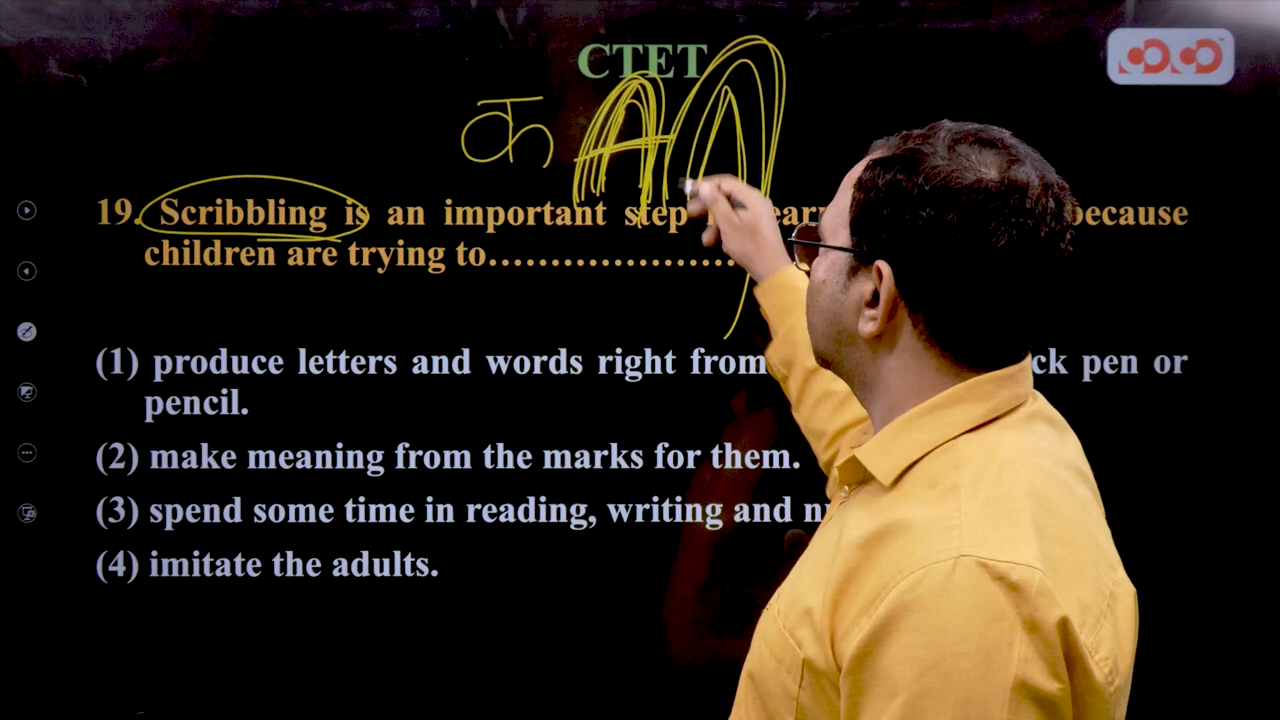 CTET
क A
19. Scribbling is an important step because
children are trying to.....................
(1) produce letters and words right from pen or
pencil.
(2) make meaning from the marks for them.
(3) spend some time in reading, writing and
(4) imitate the adults.